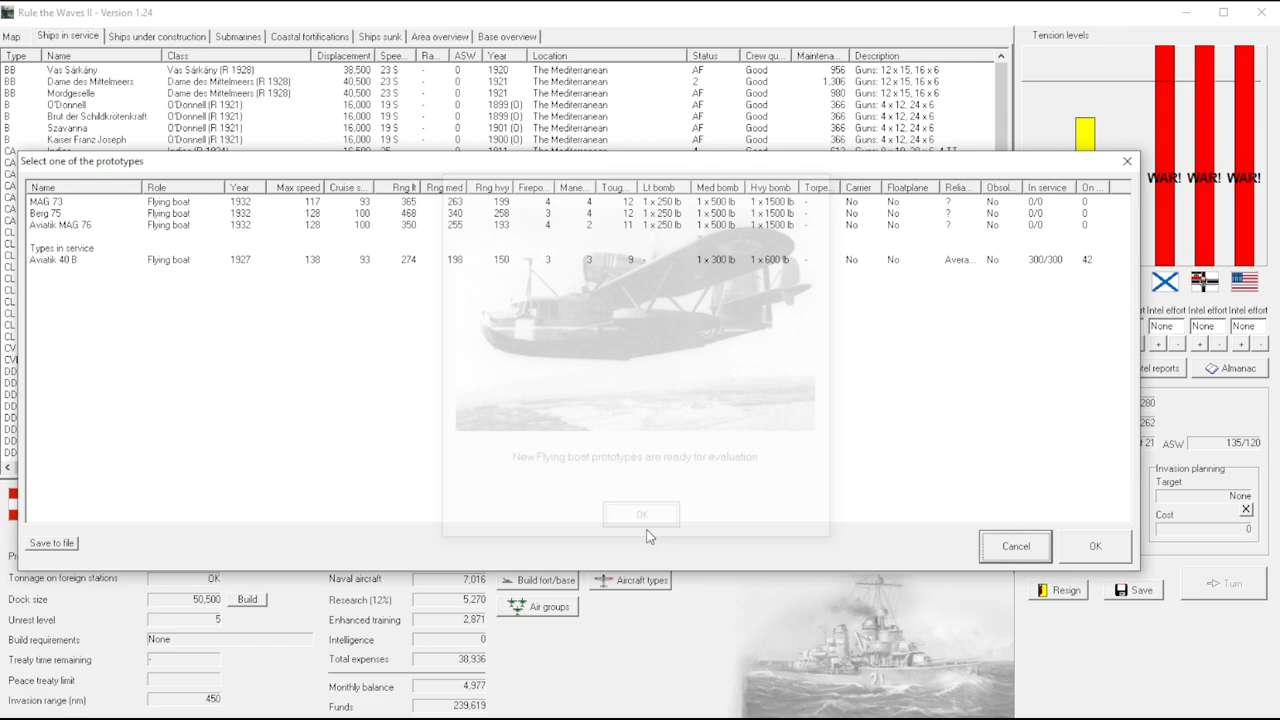 Rule the Waves II - Version 1.24
Map Ships in service Ships under construction Submarines Coastal fortifications Ships sunk Area overview Base overview
Tension levels
Type Name Class Displacement Spee... Ra... ASW Year Location Status Crew qu... Maintena... Description
BB Vas Sárkány Vas Sárkány (R 1928) 38,500 23 S - 0 1920 The Mediterranean AF Good 956 Guns: 12 x 15, 16 x 6
BB Dame des Mittelmeers Dame des Mittelmeers (R 1928) 40,500 23 S - 0 1921 The Mediterranean 2 Good 1,306 Guns: 12 x 15, 16 x 6
BB Mordgeselle Dame des Mittelmeers (R 1928) 40,500 23 S - 0 1921 The Mediterranean AF Good 980 Guns: 12 x 15, 16 x 6
B O'Donnell O'Donnell (R 1921) 16,000 19 S - 0 1899 (O) The Mediterranean AF Good 366 Guns: 4 x 12, 24 x 6
B Brut der Schildkrötenkraft O'Donnell (R 1921) 16,000 19 S - 0 1899 (O) The Mediterranean AF Good 366 Guns: 4 x 12, 24 x 6
B Szavanna O'Donnell (R 1921) 16,000 19 S - 0 1901 (O) The Mediterranean AF Good 366 Guns: 4 x 12, 24 x 6
B Kaiser Franz Joseph O'Donnell (R 1921) 16,000 19 S - 0 1900 (O) The Mediterranean AF Good 366 Guns: 4 x 12, 24 x 6
Select one of the prototypes
WAR! WAR! WAR!
Name Role Year Max speed Cruise s... Rng lt Rng med Rng hvy Firepo... Mane... Toug... Lt bomb Med bomb Hvy bomb Torpe... Carrier Floatplane Relia... Obsol... In service On ...
MAG 73 Flying boat 1932 117 93 365 263 199 4 4 12 1 x 250 lb 1 x 500 lb 1 x 1500 lb - No No ? No 0/0 0
Berg 75 Flying boat 1932 128 100 468 340 258 3 4 12 1 x 250 lb 1 x 500 lb 1 x 1500 lb - No No ? No 0/0 0
Aviatik MAG 76 Flying boat 1932 128 100 350 255 193 4 2 11 1 x 250 lb 1 x 500 lb 1 x 1500 lb - No No ? No 0/0 0
Types in service
Aviatik 40 B Flying boat 1927 138 93 274 198 150 3 3 9 - 1 x 300 lb 1 x 600 lb - No No Avera... No 300/300 42
Intel effort Intel effort Intel effort
None None None
+ - + - + -
tel reports Almanac
280
262
of 21 ASW 135/120
New Flying boat prototypes are ready for evaluation
OK
Invasion planning
Target
None
Cost X
0
Save to file Cancel OK
Tonnage on foreign stations OK Naval aircraft 7,016 Build fort/base Aircraft types
Dock size 50,500 Build Research (12%) 5,270 Air groups
Resign Save Turn
Unrest level 5 Enhanced training 2,871
Build requirements None Intelligence 0
Treaty time remaining - Total expenses 38,936
Peace treaty limit Monthly balance 4,977
Invasion range (nm) 450 Funds 239,619